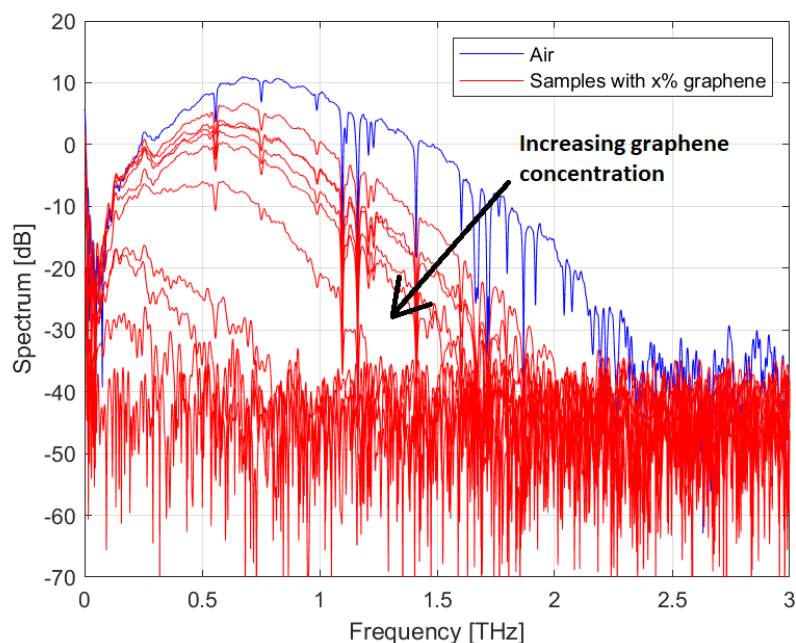 20
10
0
-10
-20
-30
-40
-50
-60
-70
Spectrum [dB]
Air
Samples with x% graphene
Increasing graphene
concentration
0 0.5 1 1.5 2 2.5 3
Frequency [THz]